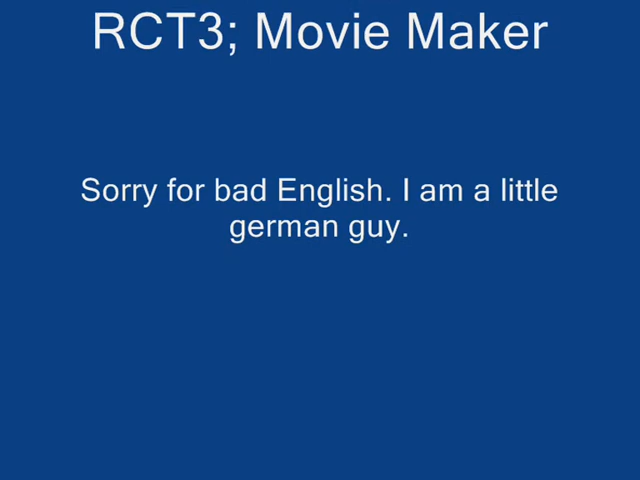 RCT3; Movie Maker
Sorry for bad English. I am a little
german guy.